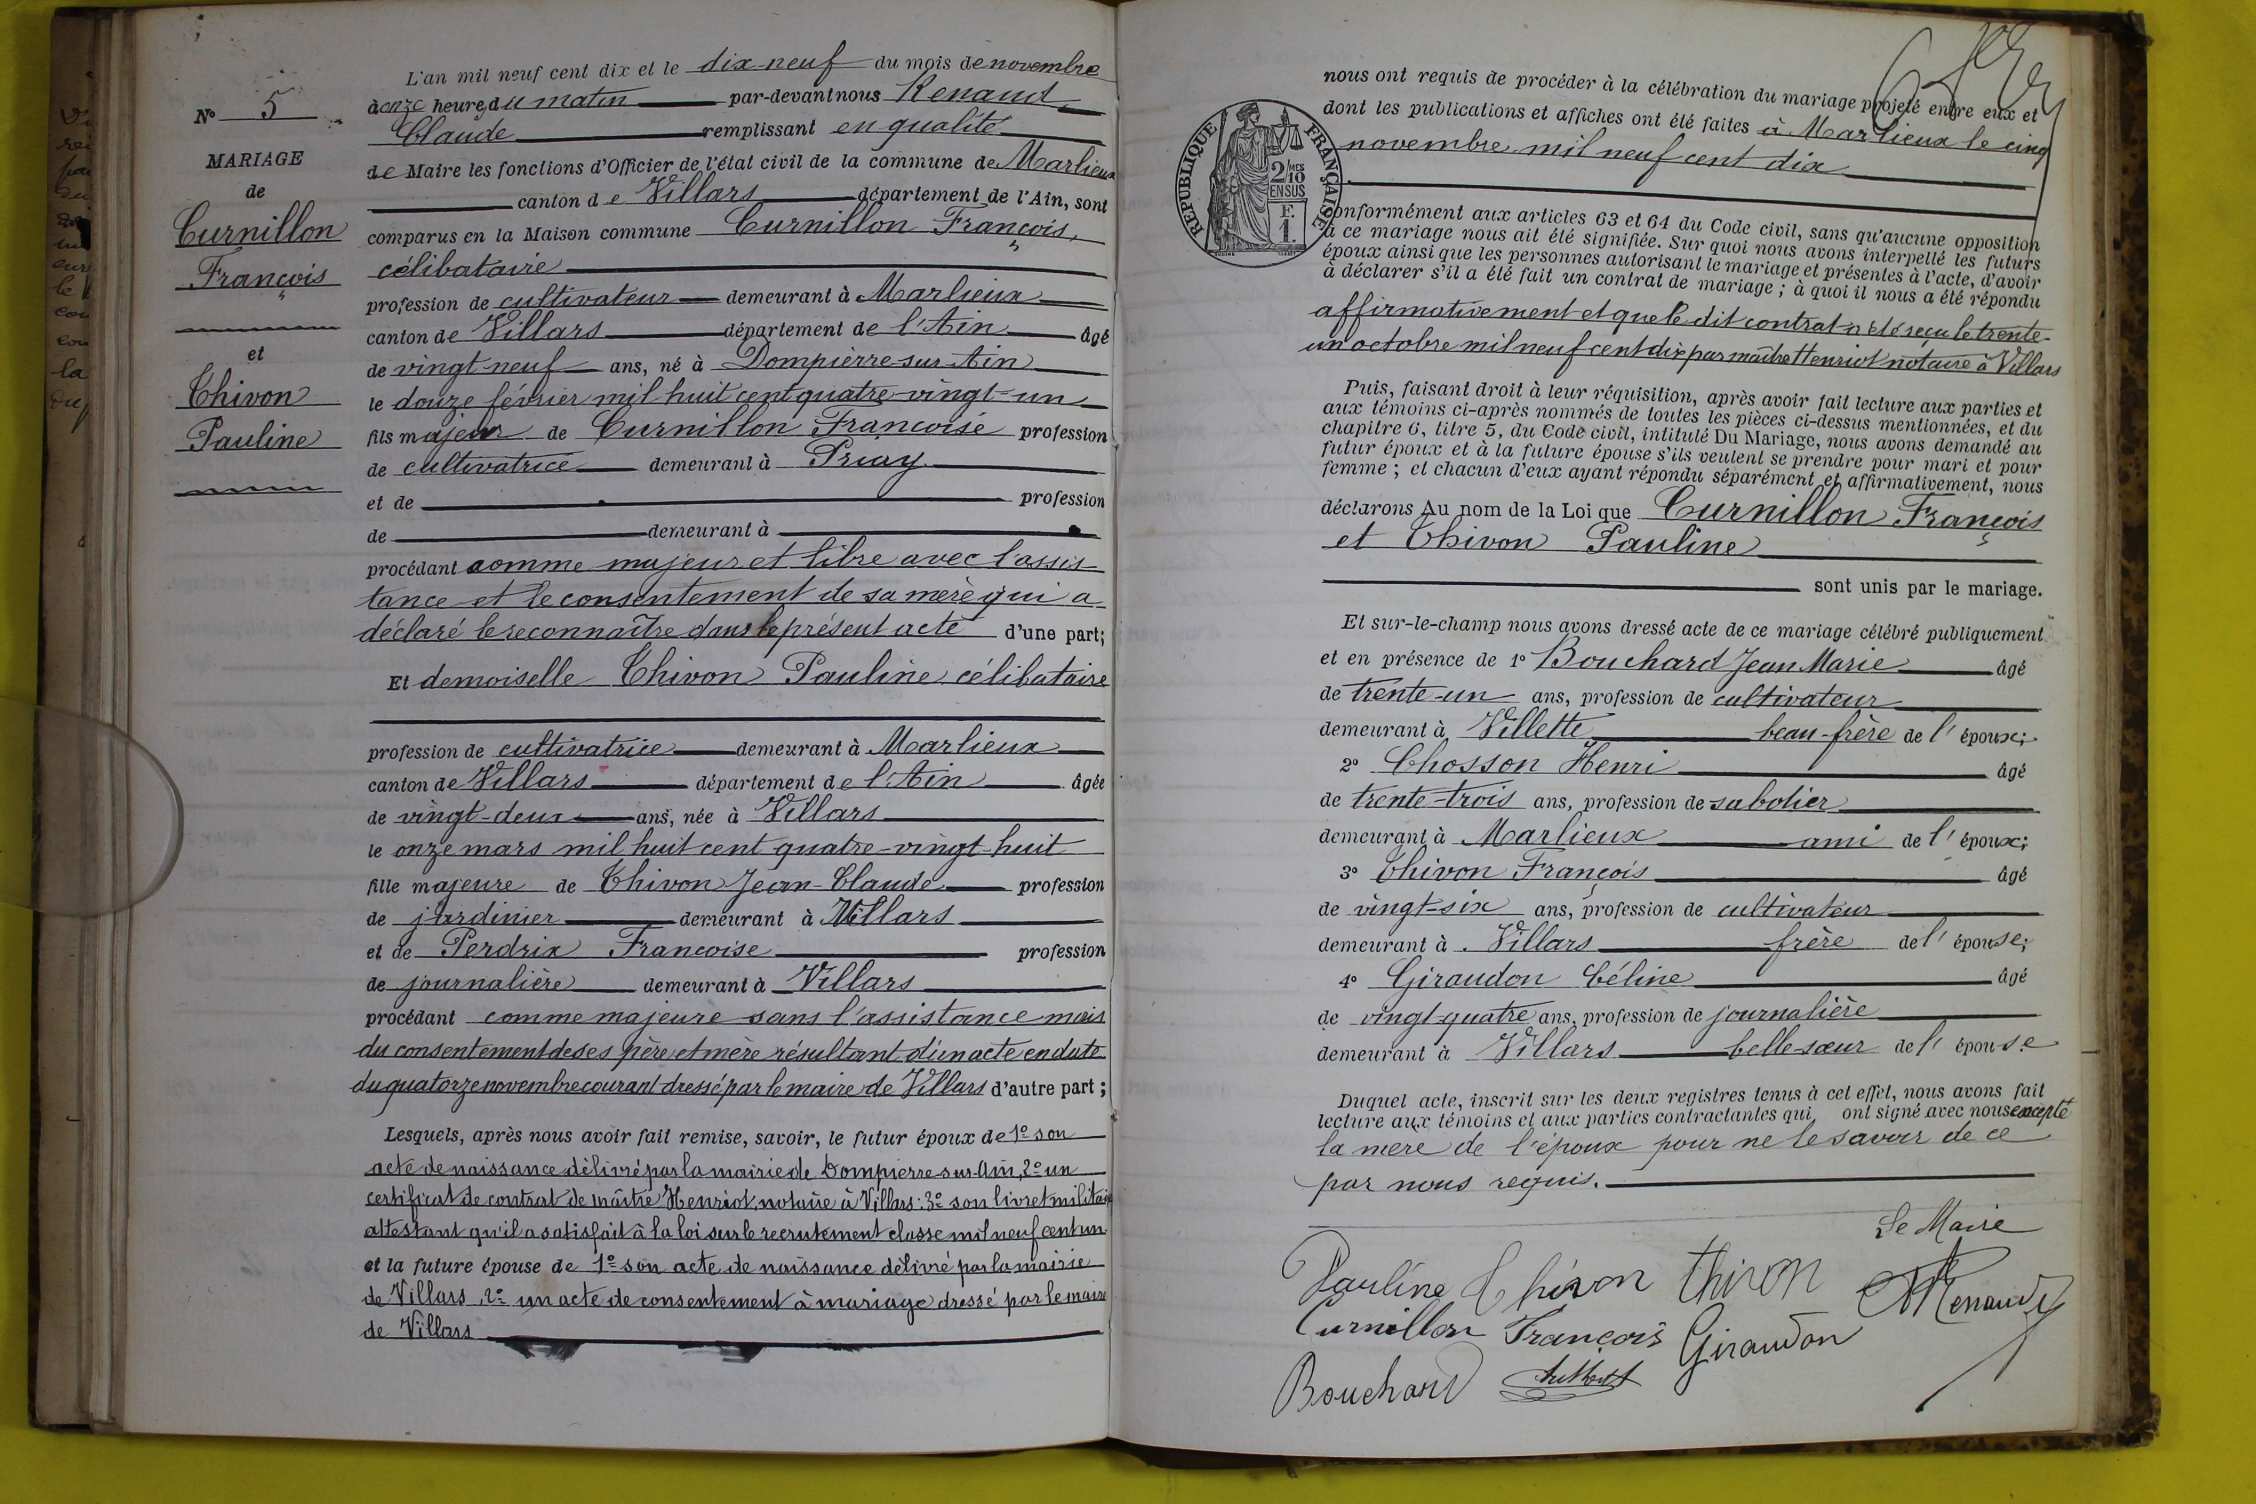 N° 5
MARIAGE
de
Curnillon
François
et
Thivon
Pauline
L'an mil neuf cent dix et le dix-neuf du mois de novembre
à onze heures du matin par-devant nous Renaud
Claude remplissant en qualité
de Maire les fonctions d'Officier de l'état civil de la commune de Marlieux
canton de Villars département de l'Ain, sont
comparus en la Maison commune Curnillon François,
célibataire
profession de cultivateur demeurant à Marlieux
canton de Villars département de l'Ain âgé
de vingt-neuf ans, né à Dompierre-sur-Ain
le douze février mil huit cent quatre-vingt-un
fils majeur de Curnillon Françoise profession
de cultivatrice demeurant à Priay
et de profession
de demeurant à
procédant comme majeur et libre avec l'assis-
tance et le consentement de sa mère qui a
déclaré le reconnaître dans le présent acte d'une part;
Et demoiselle Thivon Pauline célibataire
profession de cultivatrice demeurant à Marlieux
canton de Villars département de l'Ain âgée
de vingt-deux ans, née à Villars
le onze mars mil huit cent quatre-vingt-huit
fille majeure de Thivon Jean-Claude profession
de jardinier demeurant à Villars
et de Perdrix Francoise profession
de journalière demeurant à Villars
procédant comme majeure sans l'assistance mais
du consentement de ses père et mère résultant d'un acte en date
du quatorze novembre courant dressé par le maire de Villars d'autre part;
Lesquels, après nous avoir fait remise, savoir, le futur époux de 1° son
acte de naissance délivré par la mairie de Dompierre-sur-Ain, 2° un
certificat de contrat de maître Henriot, notaire à Villars: 3° son livret militaire
attestant qu'il a satisfait à la loi sur le recrutement classe mil neuf cent un
et la future épouse de 1° son acte de naissance délivré par la mairie
de Villars, 2° un acte de consentement à mariage dressé par le maire
de Villars
nous ont requis de procéder à la célébration du mariage projeté entre eux et
dont les publications et affiches ont été faites à Marlieux le cinq
novembre mil neuf cent dix
RÉPUBLIQUE FRANÇAISE
2/10MES
EN SUS
F.
1.
conformément aux articles 63 et 64 du Code civil, sans qu'aucune opposition
à ce mariage nous ait été signifiée. Sur quoi nous avons interpellé les futurs
époux ainsi que les personnes autorisant le mariage et présentes à l'acte, d'avoir
à déclarer s'il a été fait un contrat de mariage; à quoi il nous a été répondu
affirmativement et que le dit contrat a été reçu le trente-
un octobre mil neuf cent dix par maître Henriot notaire à Villars
Puis, faisant droit à leur réquisition, après avoir fait lecture aux parties et
aux témoins ci-après nommés de toutes les pièces ci-dessus mentionnées, et du
chapitre 6, titre 5, du Code civil, intitulé Du Mariage, nous avons demandé au
futur époux et à la future épouse s'ils veulent se prendre pour mari et pour
femme; et chacun d'eux ayant répondu séparément et affirmativement, nous
déclarons Au nom de la Loi que Curnillon François
et Thivon Pauline
sont unis par le mariage.
Et sur-le-champ nous avons dressé acte de ce mariage célébré publiquement
et en présence de 1° Bouchard Jean Marie âgé
de trente-un ans, profession de cultivateur
demeurant à Villette beau-frère de l'époux;
2° Chosson Henri âgé
de trente-trois ans, profession de sabotier
demeurant à Marlieux ami de l'époux;
3° Thivon François âgé
de vingt-six ans, profession de cultivateur
demeurant à Villars frère de l'épouse;
4° Giraudon Céline âgé
de vingt-quatre ans, profession de journalière
demeurant à Villars belle-sœur de l'épouse
Duquel acte, inscrit sur les deux registres tenus à cet effet, nous avons fait
lecture aux témoins et aux parties contractantes qui ont signé avec nous excepté
la mère de l'époux pour ne le savoir de ce
par nous requis.
Le Maire
Pauline Thivon Thivon Renaud
Curnillon François Giraudon
Bouchard